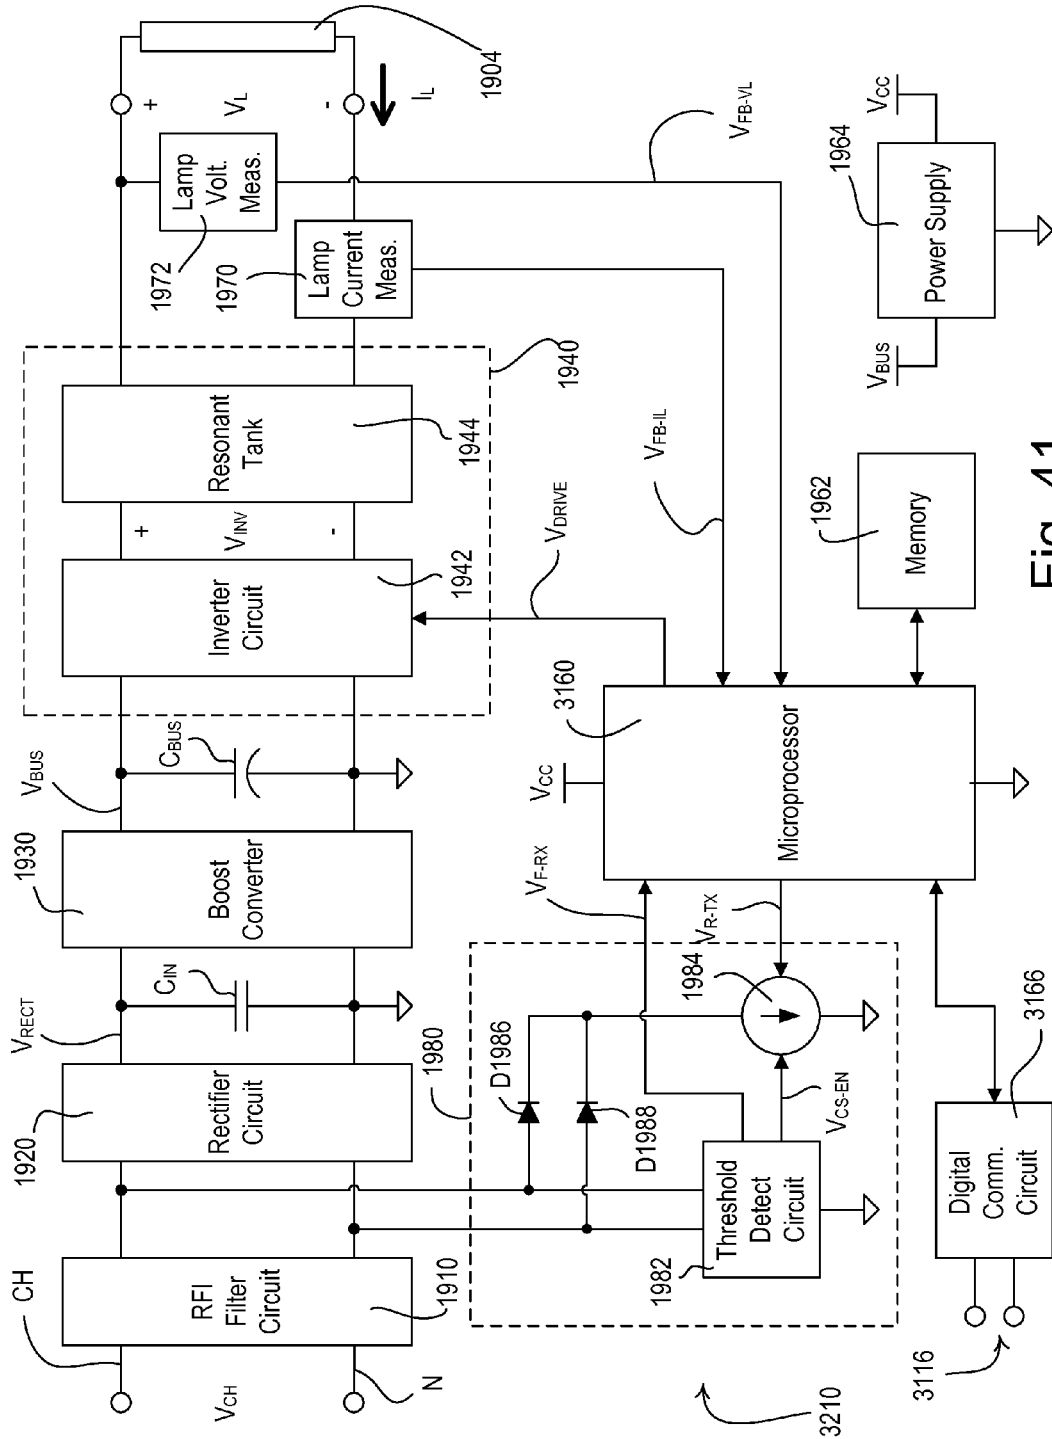 CH
V_CH
N
RFI
Filter
Circuit
1910
1920
Rectifier
Circuit
V_RECT
C_IN
1930
Boost
Converter
V_BUS
C_BUS
Inverter
Circuit
1942
+
V_INV
-
Resonant
Tank
1944
1940
1972
Lamp
Volt.
Meas.
1970
Lamp
Current
Meas.
+
V_L
-
I_L
1904
V_FB-VL
V_FB-IL
V_DRIVE
1980
D1986
D1988
1982
Threshold
Detect
Circuit
V_CS-EN
1984
V_R-TX
V_F-RX
V_CC
3160
Microprocessor
1962
Memory
V_BUS
1964
Power Supply
V_CC
3210
3116
Digital
Comm.
Circuit
3166
Fig. 41